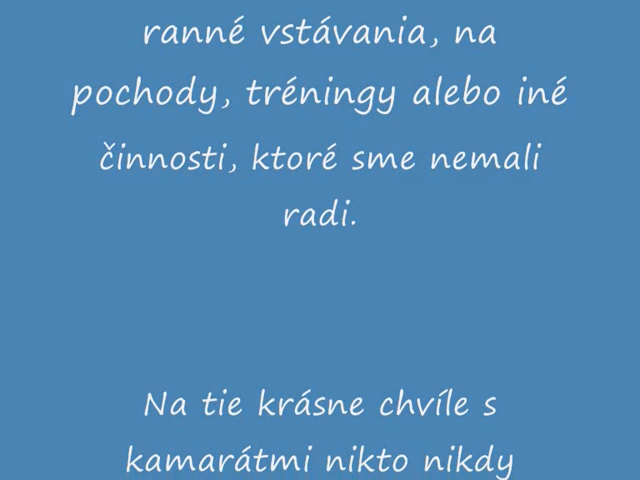 ranné vstávania, na
pochody, tréningy alebo iné
činnosti, ktoré sme nemali
radi.
Na tie krásne chvíle s
kamarátmi nikto nikdy